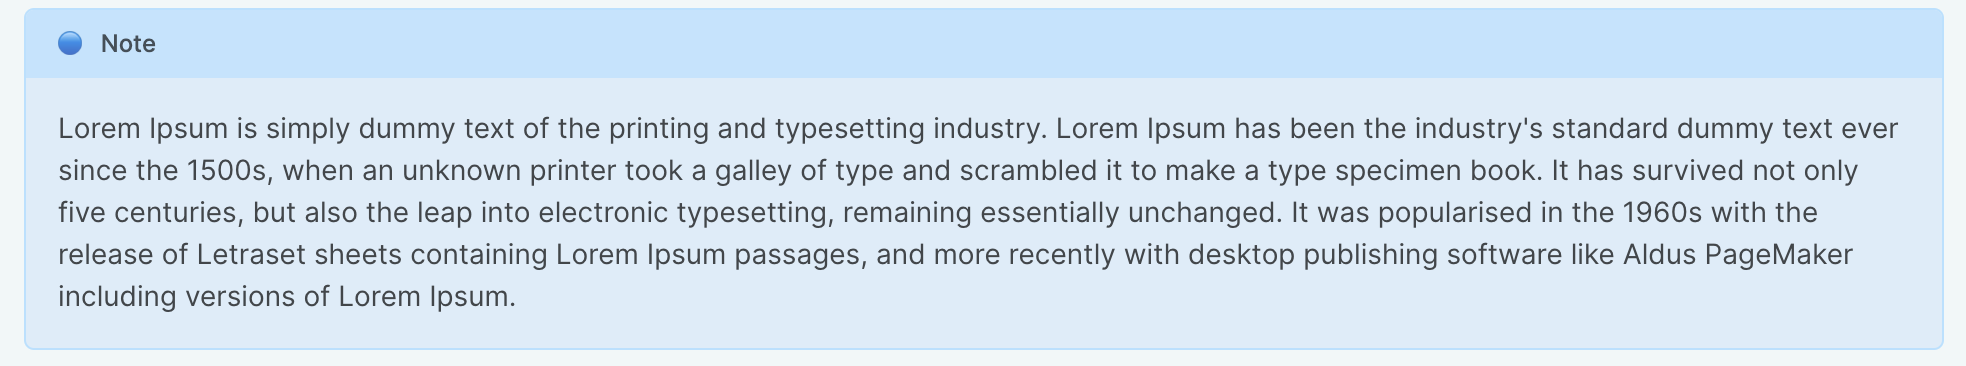 Note
Lorem Ipsum is simply dummy text of the printing and typesetting industry. Lorem Ipsum has been the industry's standard dummy text ever
since the 1500s, when an unknown printer took a galley of type and scrambled it to make a type specimen book. It has survived not only
five centuries, but also the leap into electronic typesetting, remaining essentially unchanged. It was popularised in the 1960s with the
release of Letraset sheets containing Lorem Ipsum passages, and more recently with desktop publishing software like Aldus PageMaker
including versions of Lorem Ipsum.